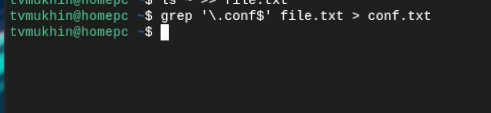 tvmukhin@homepc ~$ ls ~ >> file.txt
tvmukhin@homepc ~$ grep '\.conf$' file.txt > conf.txt
tvmukhin@homepc ~$